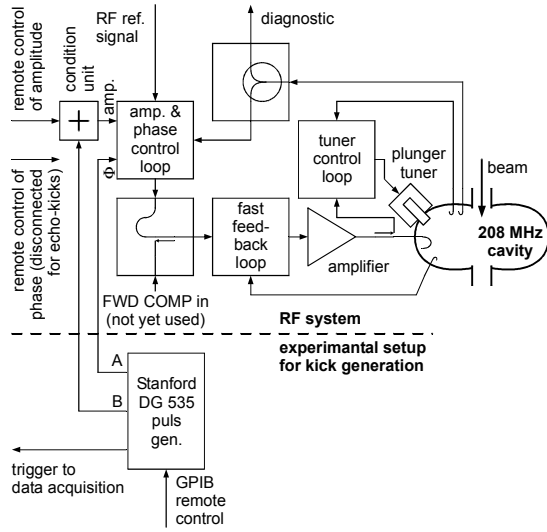 RF ref.
signal
diagnostic
remote control
of amplitude
condition
unit
amp.
+
amp. &
phase
control
loop
Φ
remote control of
phase (disconnected
for echo-kicks)
tuner
control
loop
plunger
tuner
beam
208 MHz
cavity
fast
feed-
back
loop
amplifier
FWD COMP in
(not yet used)
RF system
experimantal setup
for kick generation
A
B
Stanford
DG 535
puls
gen.
trigger to
data acquisition
GPIB
remote
control